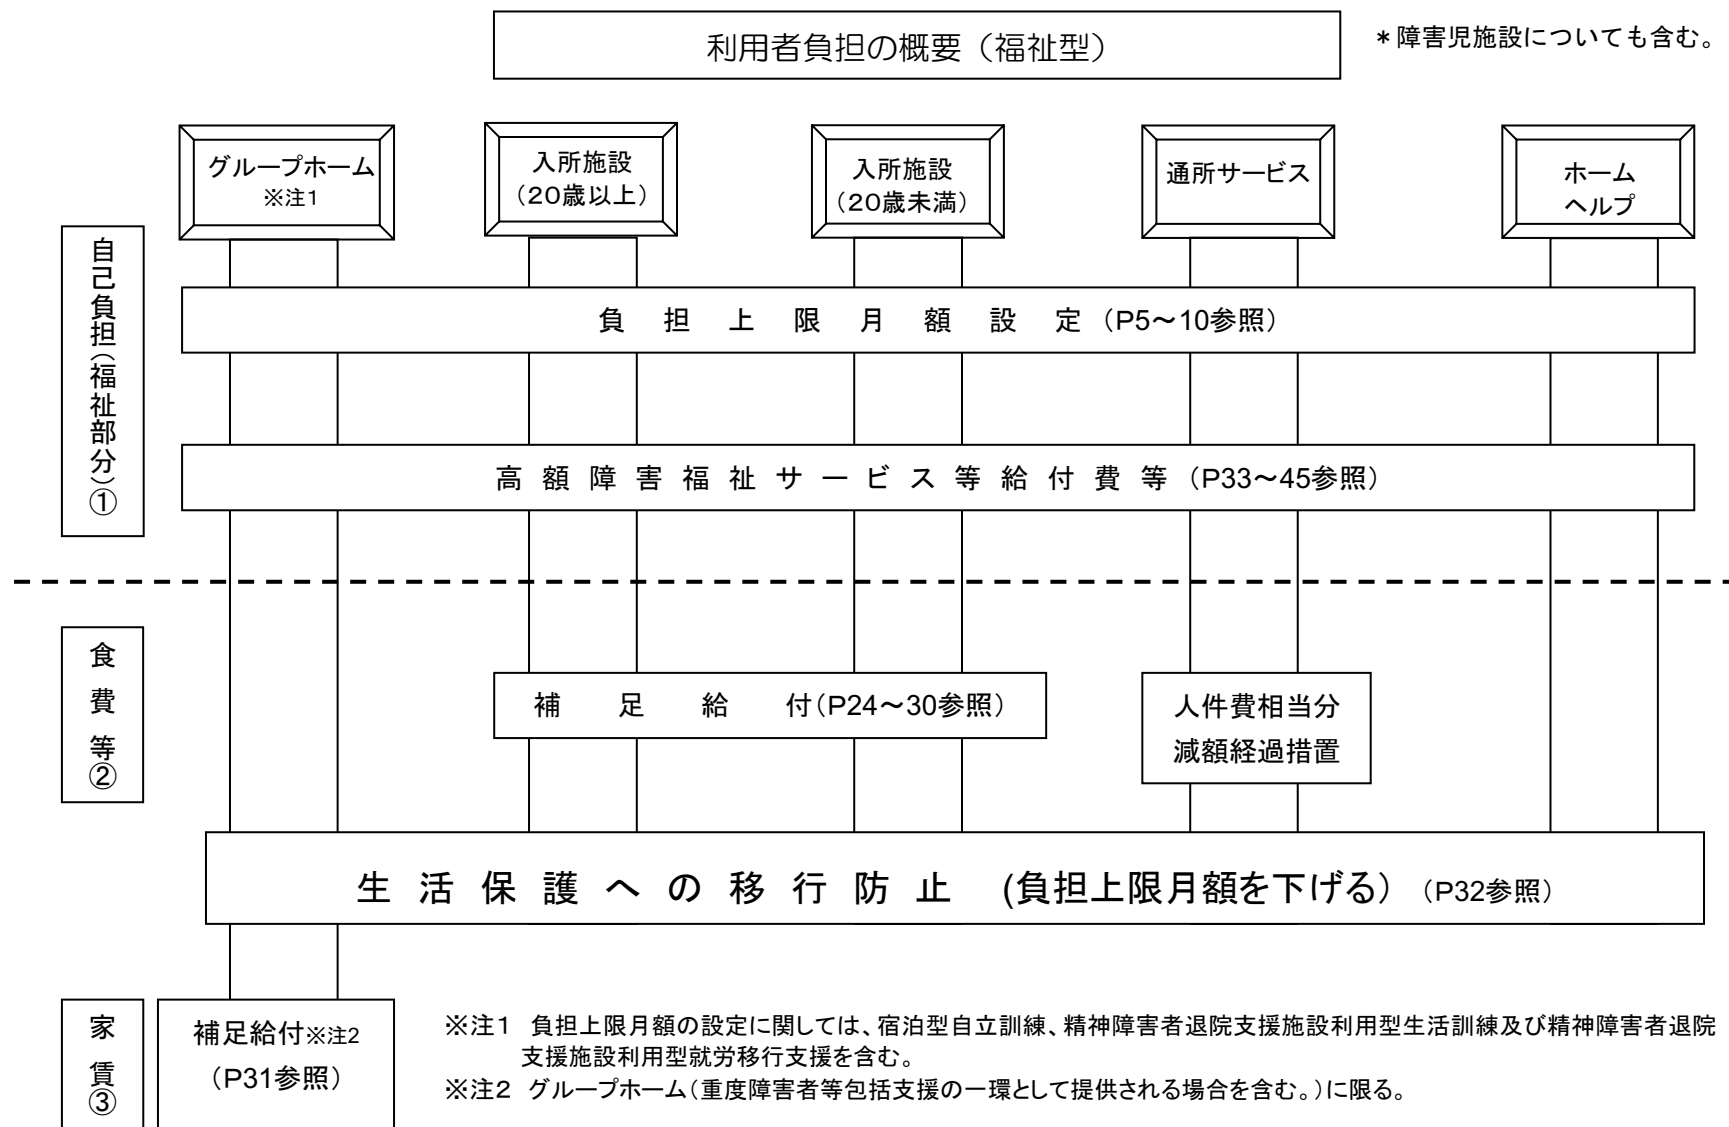 利用者負担の概要（福祉型）
＊障害児施設についても含む。
グループホーム
※注1
入所施設
（20歳以上）
入所施設
（20歳未満）
通所サービス
ホーム
ヘルプ
自己負担（福祉部分）①
負担上限月額設定（P5～10参照）
高額障害福祉サービス等給付費等（P33～45参照）
食費等②
補足給付（P24～30参照）
人件費相当分
減額経過措置
生活保護への移行防止 (負担上限月額を下げる）（P32参照）
家賃③
補足給付※注2
（P31参照）
※注1 負担上限月額の設定に関しては、宿泊型自立訓練、精神障害者退院支援施設利用型生活訓練及び精神障害者退院
支援施設利用型就労移行支援を含む。
※注2 グループホーム（重度障害者等包括支援の一環として提供される場合を含む。）に限る。